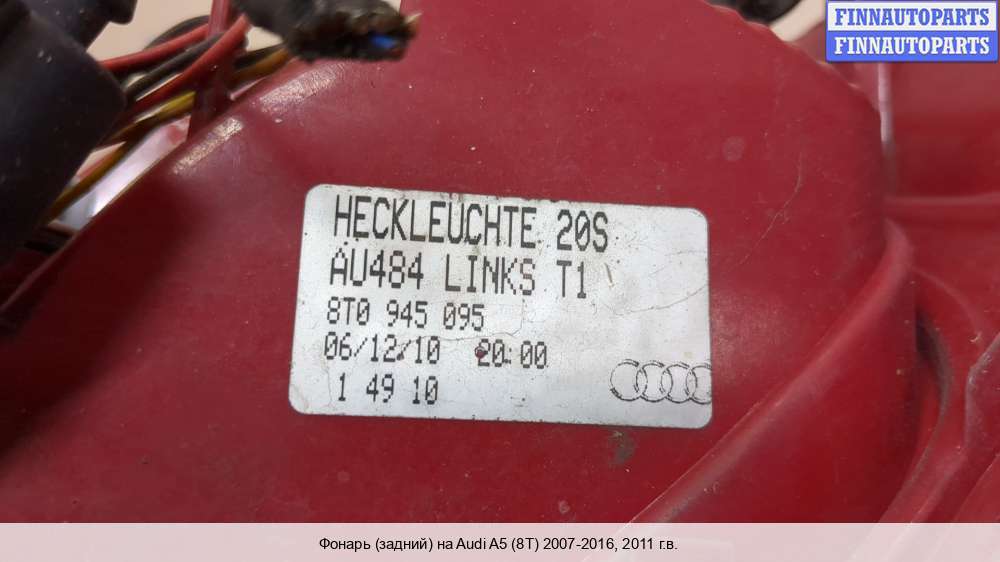 FINNAUTOPARTS
FINNAUTOPARTS
HECKLEUCHTE 20S
AU484 LINKS T1
8T0 945 095
06/12/10 20:00
1 49 10
Фонарь (задний) на Audi A5 (8T) 2007-2016, 2011 г.в.